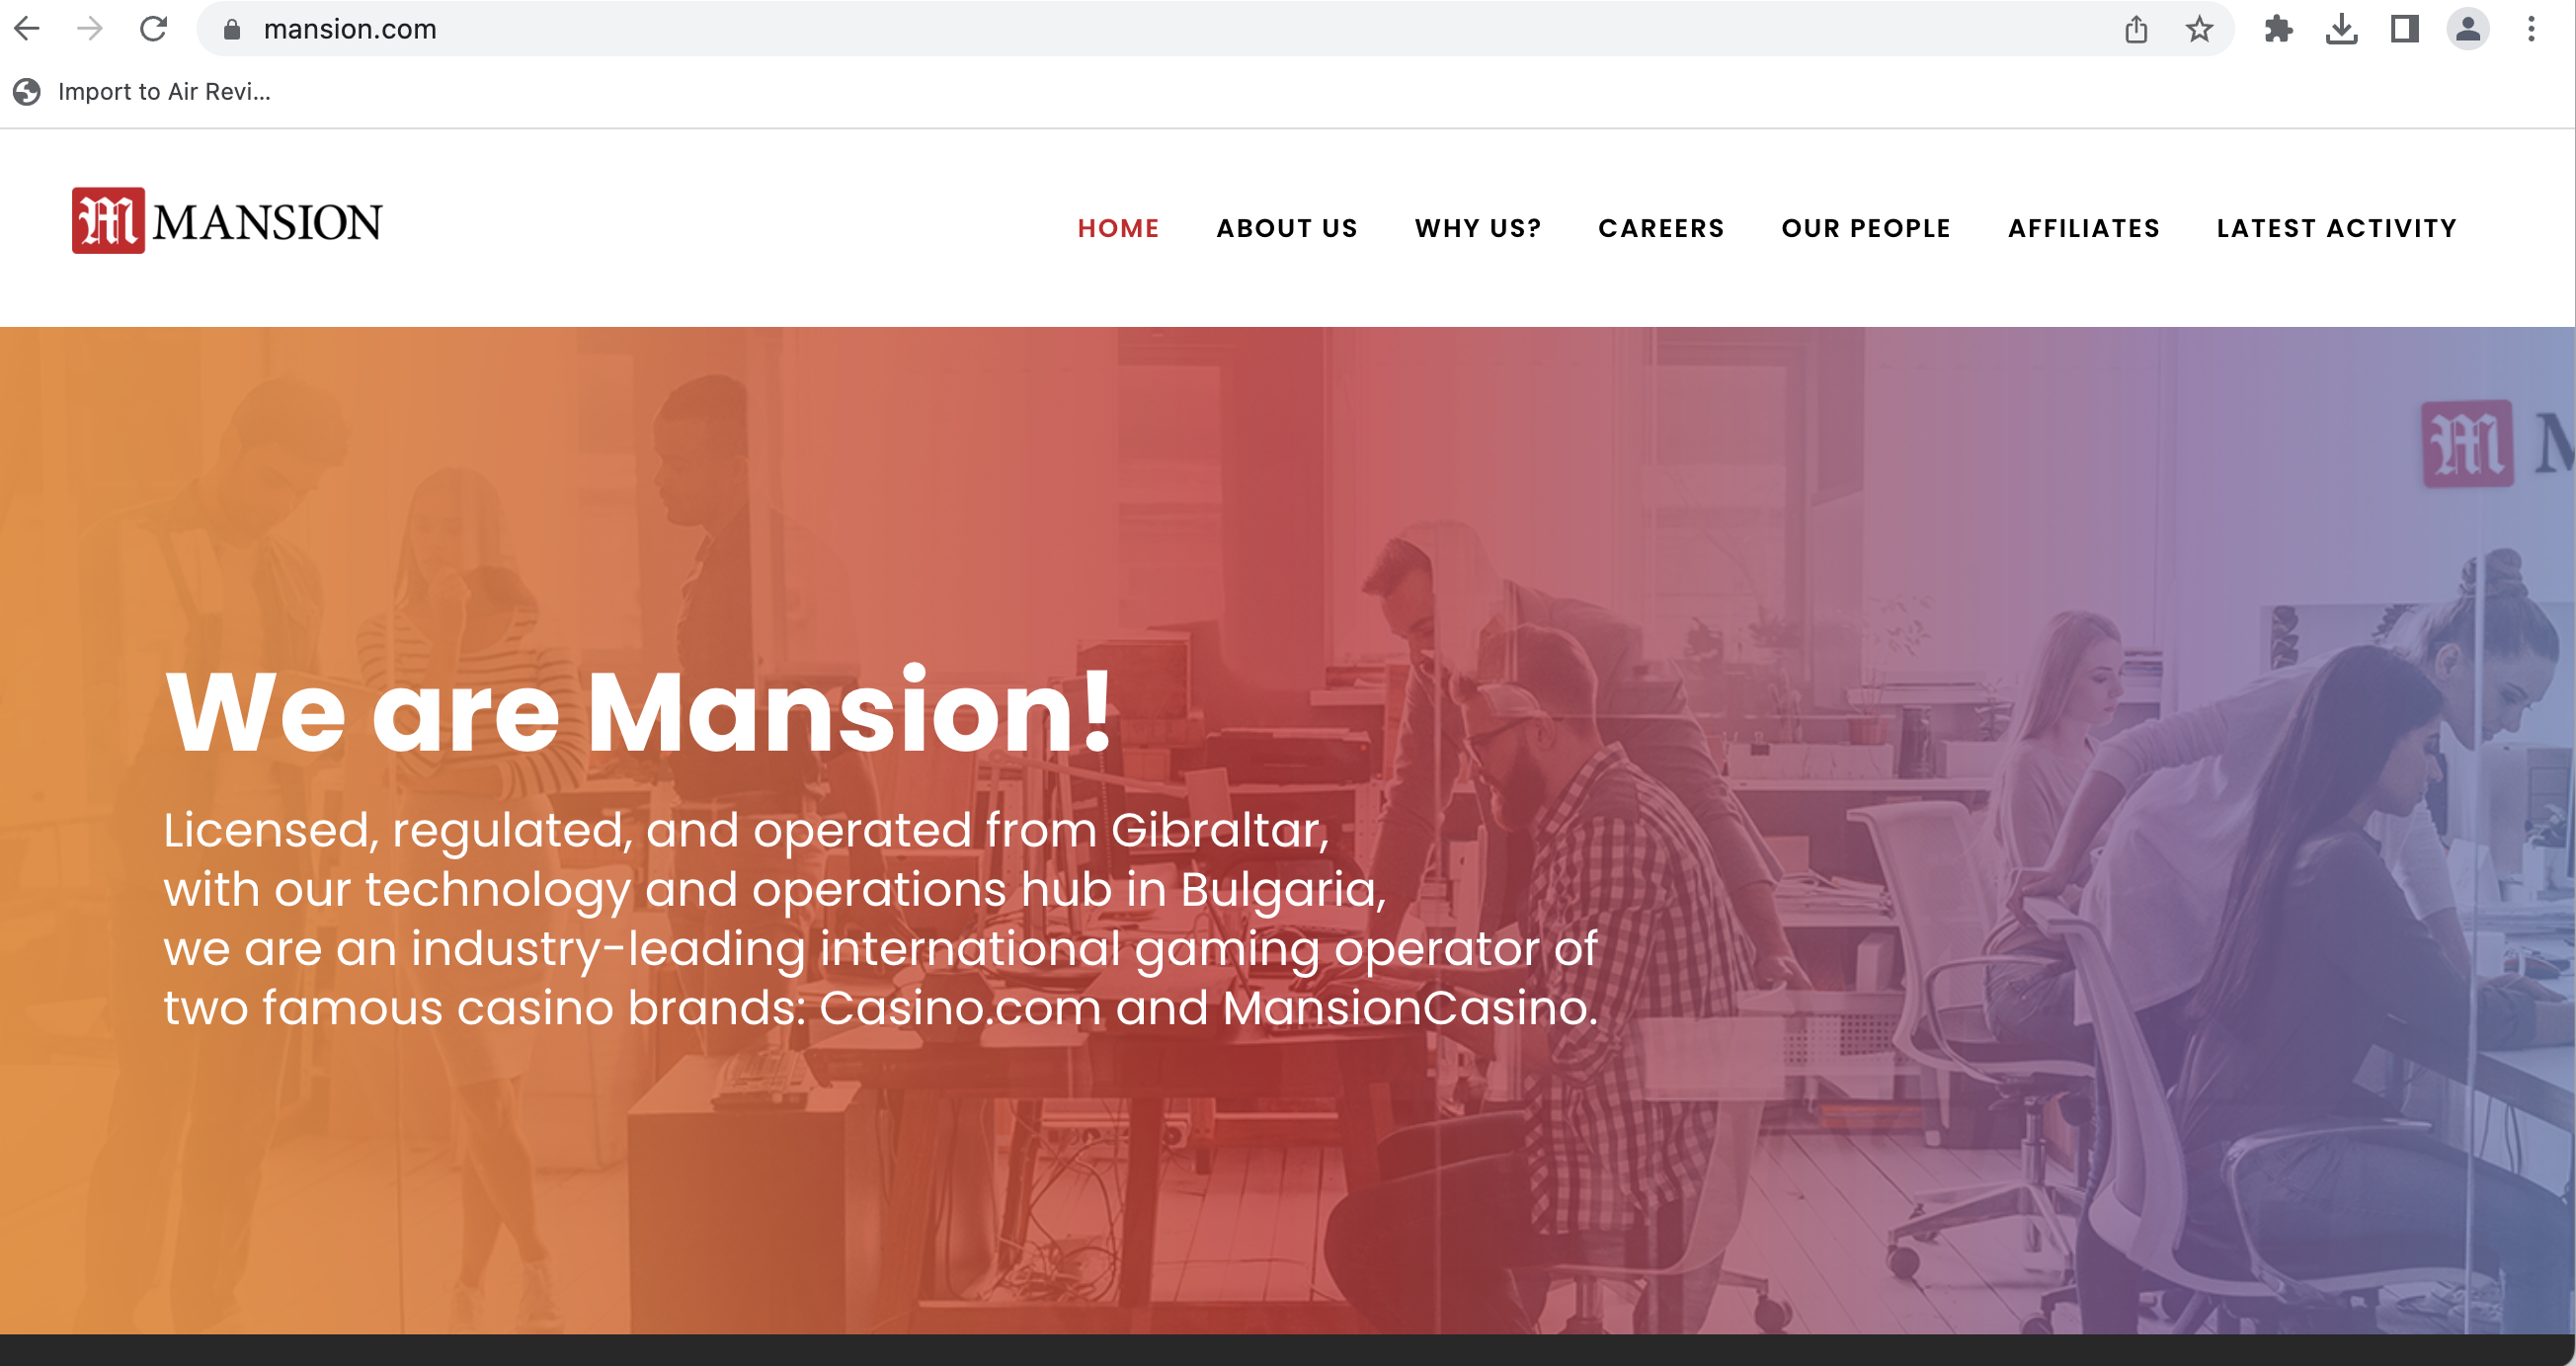 mansion.com
Import to Air Revi...
M MANSION
HOME ABOUT US WHY US? CAREERS OUR PEOPLE AFFILIATES LATEST ACTIVITY
M M
We are Mansion!
Licensed, regulated, and operated from Gibraltar,
with our technology and operations hub in Bulgaria,
we are an industry-leading international gaming operator of
two famous casino brands: Casino.com and MansionCasino.